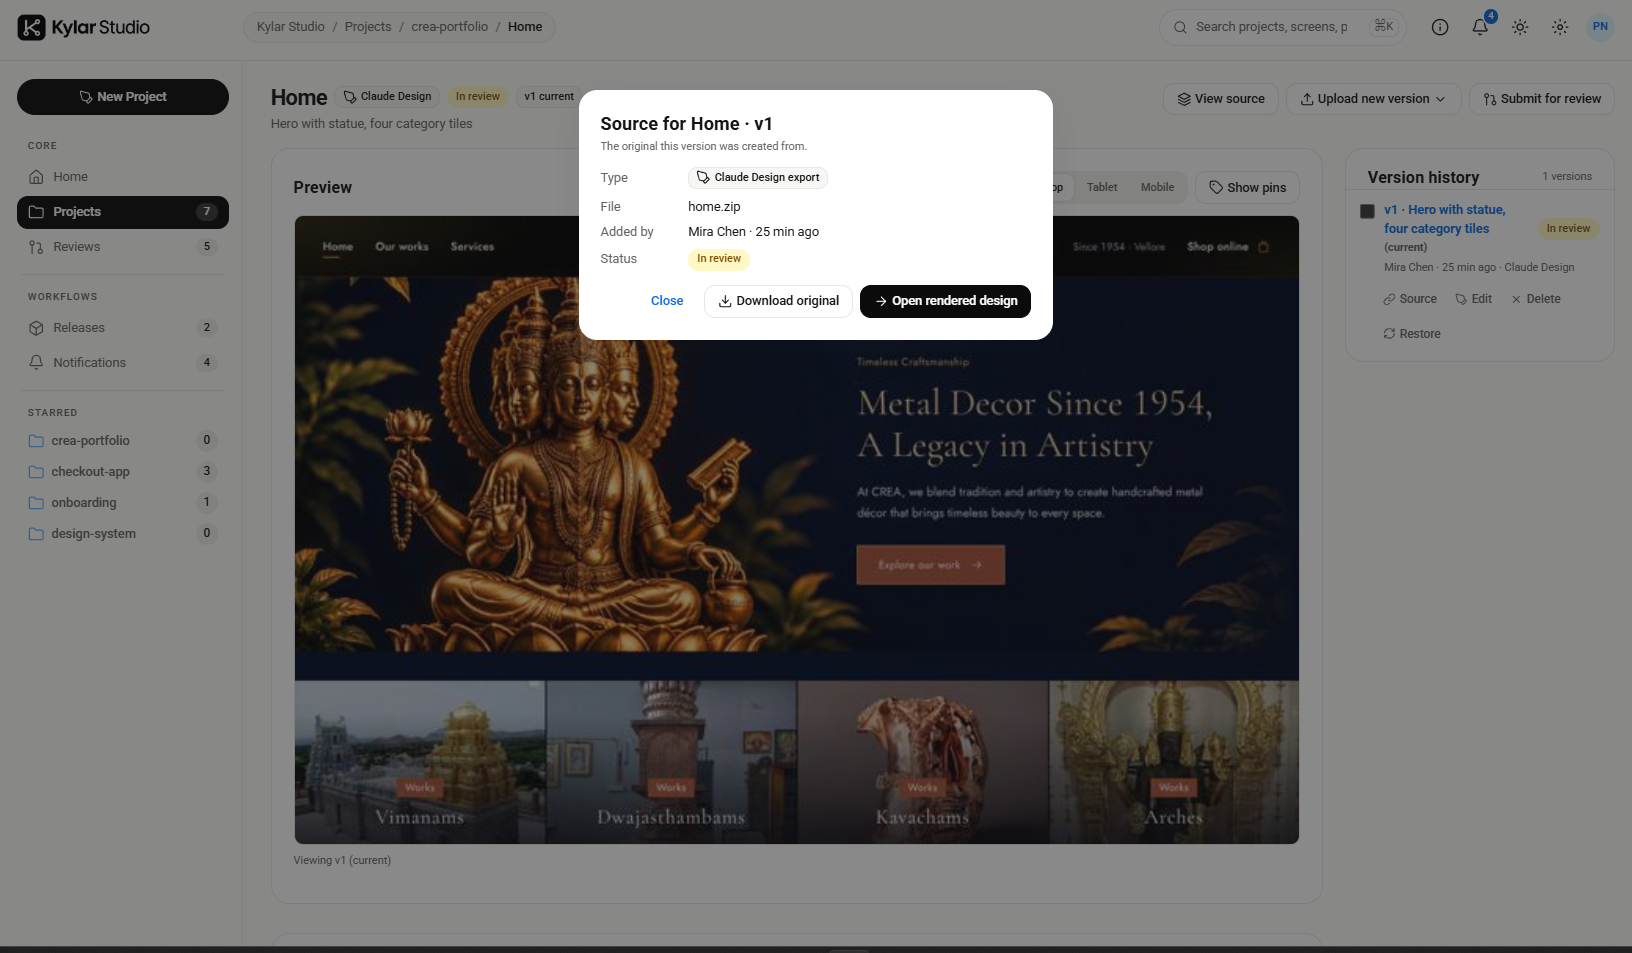 Kylar Studio
Kylar Studio / Projects / crea-portfolio / Home
Search projects, screens, p ⌘K
4
PN
New Project
CORE
Home
Projects 7
Reviews 5
WORKFLOWS
Releases 2
Notifications 4
STARRED
crea-portfolio 0
checkout-app 3
onboarding 1
design-system 0
Home Claude Design In review v1 current
Hero with statue, four category tiles
View source Upload new version Submit for review
Source for Home · v1
The original this version was created from.
Type Claude Design export
File home.zip
Added by Mira Chen · 25 min ago
Status In review
Close Download original Open rendered design
Preview
op Tablet Mobile Show pins
Home Our works Services
Since 1954 · Vellore Shop online
Timeless Craftsmanship
Metal Decor Since 1954,
A Legacy in Artistry
At CREA, we blend tradition and artistry to create handcrafted metal
décor that brings timeless beauty to every space.
Explore our work →
Works Works Works Works
Vimanams Dwajasthambams Kavachams Arches
Viewing v1 (current)
Version history 1 versions
v1 · Hero with statue,
four category tiles
(current)
In review
Mira Chen · 25 min ago · Claude Design
Source Edit Delete
Restore